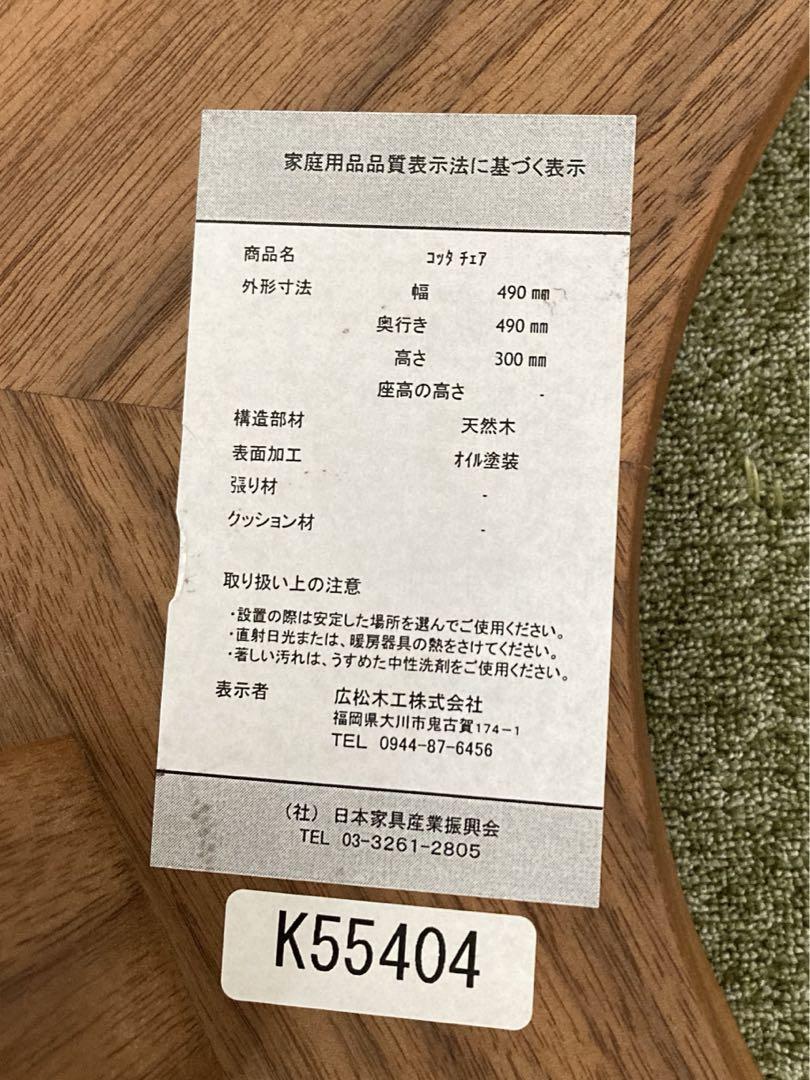 家庭用品品質表示法に基づく表示
商品名 ｺｯﾀ ﾁｪｱ
外形寸法 幅 490 ㎜
奥行き 490 ㎜
高さ 300 ㎜
座高の高さ -
構造部材 天然木
表面加工 ｵｲﾙ塗装
張り材 -
クッション材 -
取り扱い上の注意
・設置の際は安定した場所を選んでご使用ください。
・直射日光または、暖房器具の熱をさけてください。
・著しい汚れは、うすめた中性洗剤をご使用ください。
表示者 広松木工株式会社
福岡県大川市鬼古賀174-1
TEL 0944-87-6456
（社） 日本家具産業振興会
TEL 03-3261-2805
K55404